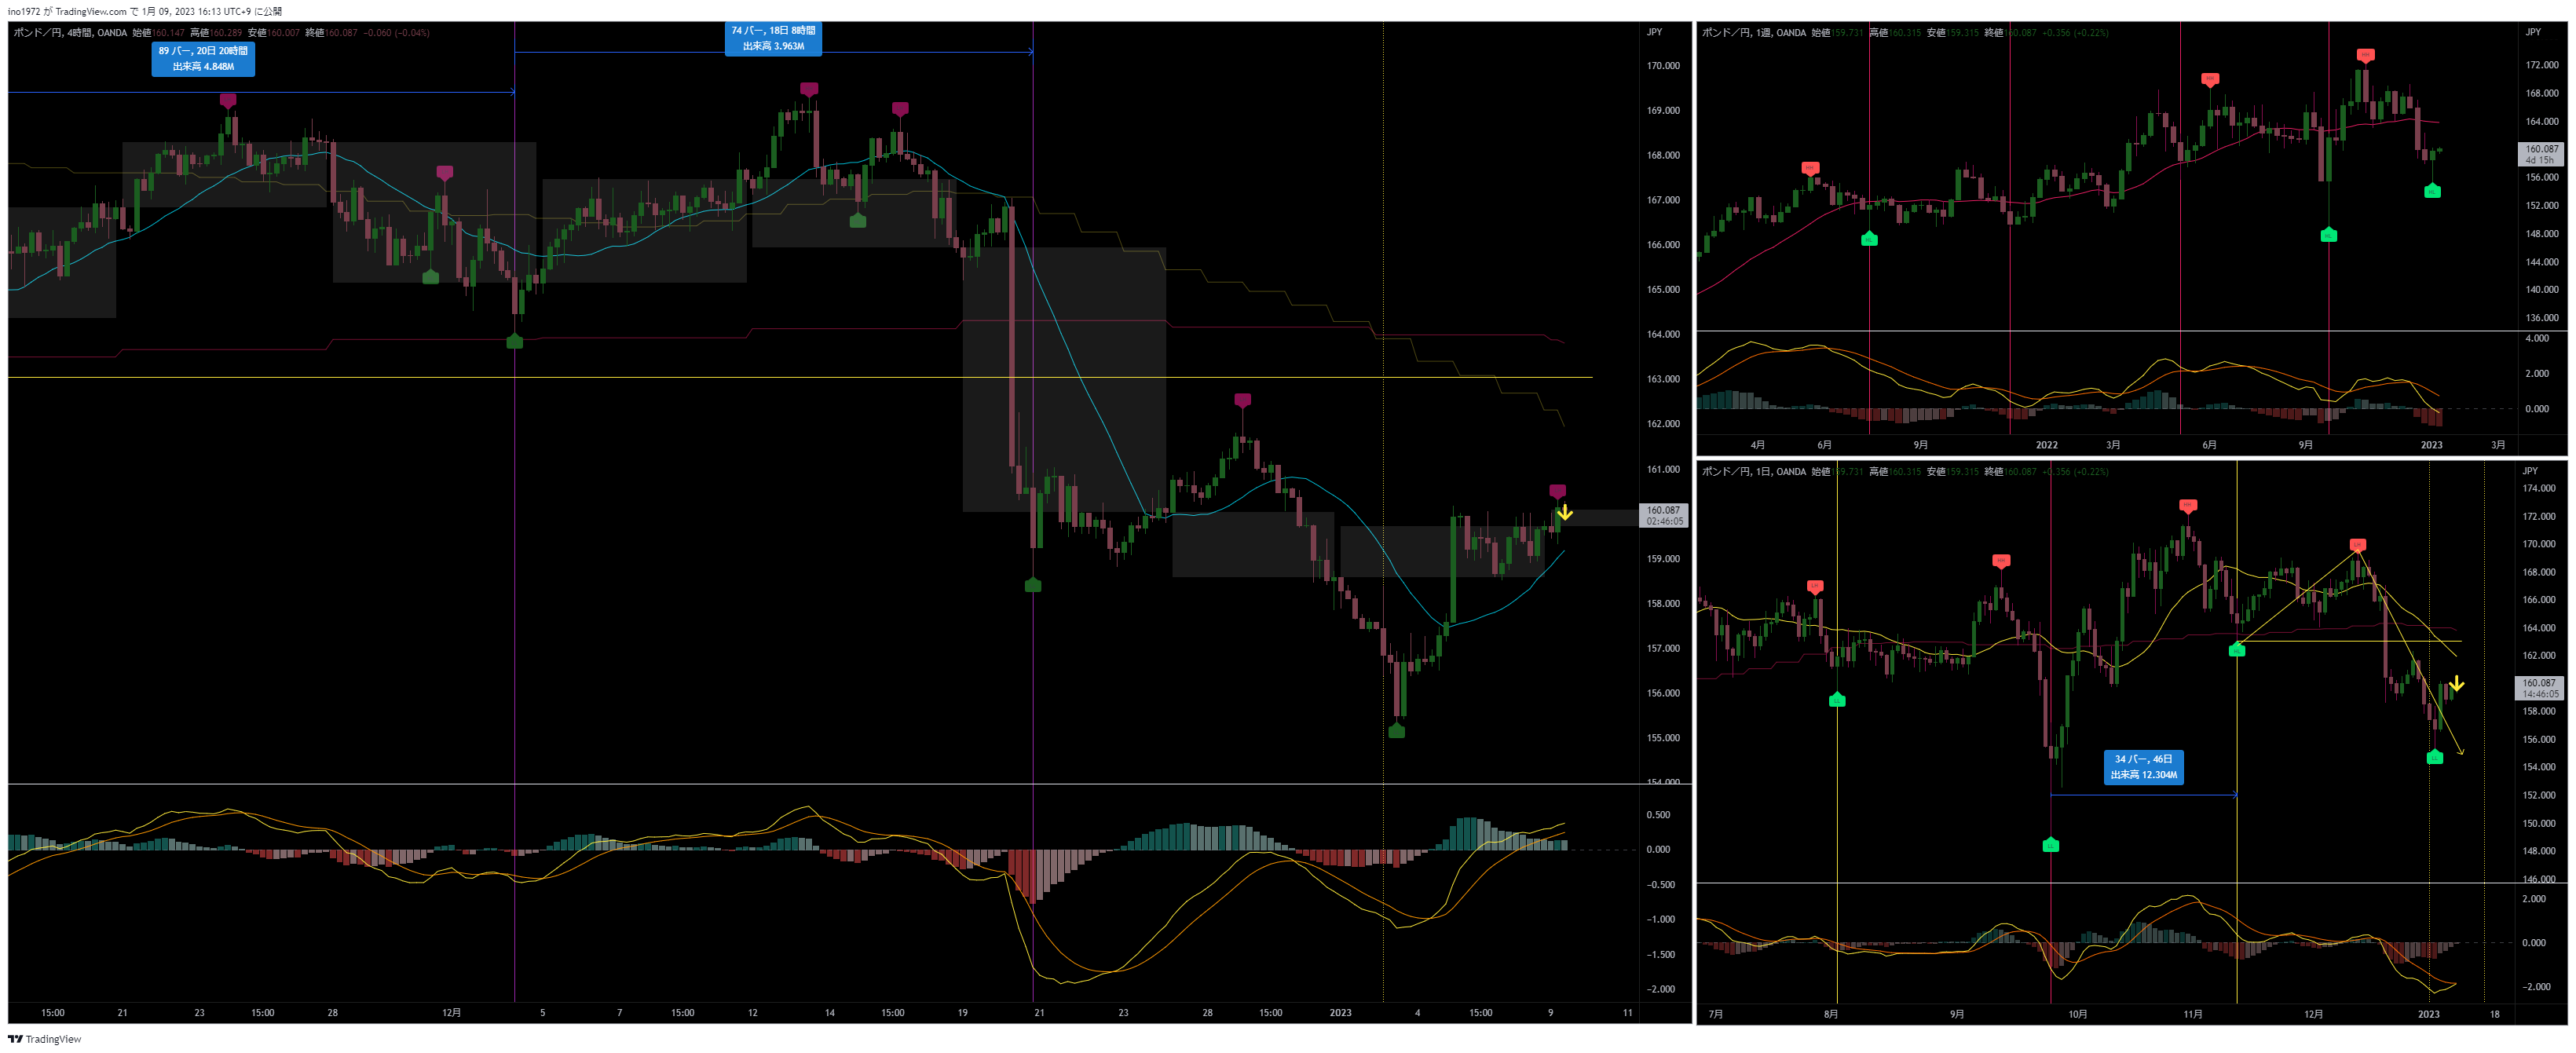 ino1972 が TradingView.com で 1月 09, 2023 16:13 UTC+9 に公開
ポンド／円, 4時間, OANDA 始値160.147 高値160.289 安値160.007 終値160.087 −0.060 (−0.04%)
89 バー, 20日 20時間
出来高 4.848M
74 バー, 18日 8時間
出来高 3.963M
JPY
170.000
169.000
168.000
167.000
166.000
165.000
164.000
163.000
162.000
161.000
160.087
02:46:05
159.000
158.000
157.000
156.000
155.000
154.000
0.500
0.000
−0.500
−1.000
−1.500
−2.000
15:00
21
23
15:00
28
12月
5
7
15:00
12
14
15:00
19
21
23
28
15:00
2023
4
15:00
9
11
ポンド／円, 1週, OANDA 始値159.731 高値160.315 安値159.315 終値160.087 +0.356 (+0.22%)
JPY
172.000
168.000
164.000
160.087
4d 15h
156.000
152.000
148.000
144.000
140.000
136.000
4.000
2.000
0.000
HL
HL
HL
4月
6月
9月
2022
3月
6月
9月
2023
3月
ポンド／円, 1日, OANDA 始値159.731 高値160.315 安値159.315 終値160.087 +0.356 (+0.22%)
JPY
174.000
172.000
170.000
168.000
166.000
164.000
162.000
160.087
14:46:05
158.000
156.000
154.000
152.000
150.000
148.000
146.000
LH
LL
LL
34 バー, 46日
出来高 12.304M
LL
2.000
0.000
−2.000
7月
8月
9月
10月
11月
12月
2023
18
TradingView